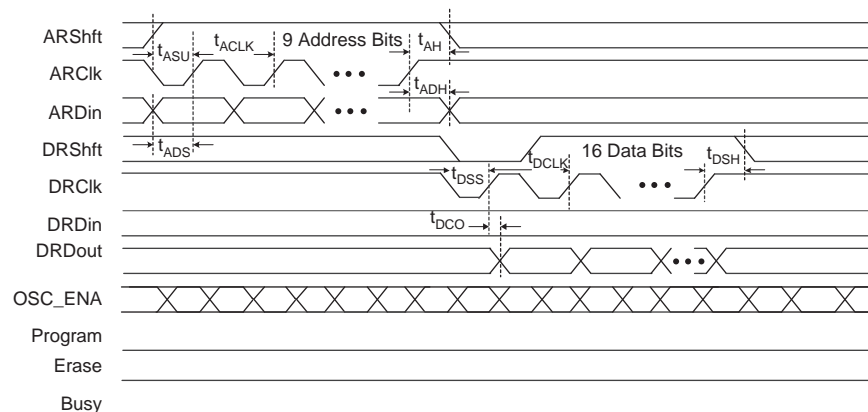 ARShft
tASU
tACLK
9 Address Bits
tAH
ARClk
tADH
ARDin
tADS
DRShft
16 Data Bits
tDCLK
tDSH
tDSS
DRClk
DRDin
tDCO
DRDout
OSC_ENA
Program
Erase
Busy